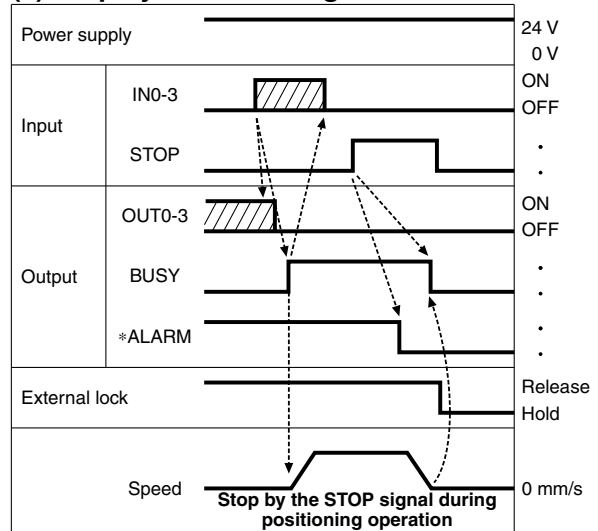 Power supply
24 V
0 V
Input
IN0-3
ON
OFF
STOP
Output
OUT0-3
ON
OFF
BUSY
*ALARM
External lock
Release
Hold
Speed
0 mm/s
Stop by the STOP signal during
positioning operation